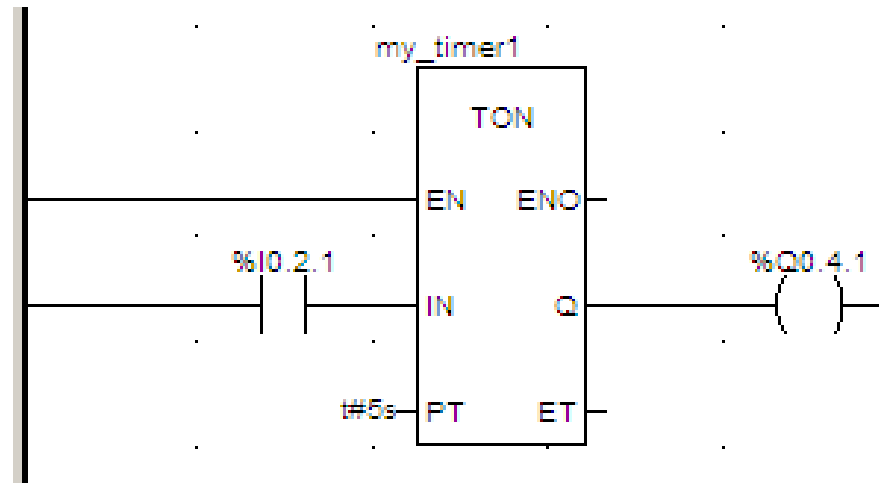 my_timer1
TON
EN ENO
%I0.2.1 %Q0.4.1
IN Q
t#5s PT ET